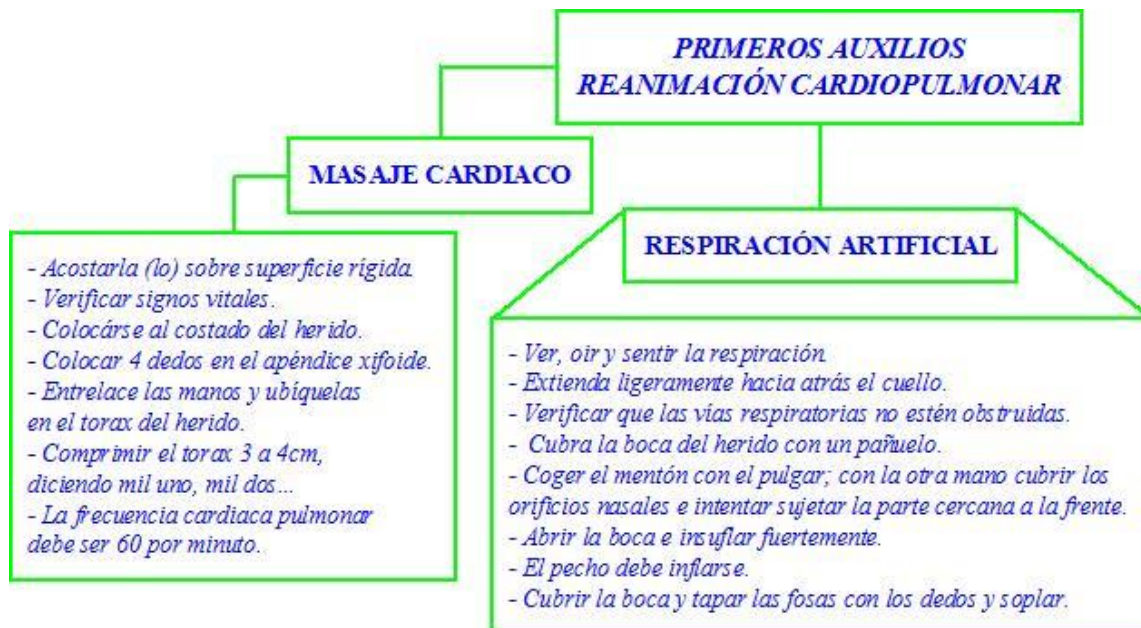 PRIMEROS AUXILIOS
REANIMACIÓN CARDIOPULMONAR
MASAJE CARDIACO
- Acostarla (lo) sobre superficie rígida.
- Verificar signos vitales.
- Colocárse al costado del herido.
- Colocar 4 dedos en el apéndice xifoide.
- Entrelace las manos y ubíquelas
en el torax del herido.
- Comprimir el torax 3 a 4cm,
diciendo mil uno, mil dos...
- La frecuencia cardiaca pulmonar
debe ser 60 por minuto.
RESPIRACIÓN ARTIFICIAL
- Ver, oir y sentir la respiración.
- Extienda ligeramente hacia atrás el cuello.
- Verificar que las vías respiratorias no estén obstruidas.
- Cubra la boca del herido con un pañuelo.
- Coger el mentón con el pulgar; con la otra mano cubrir los
orificios nasales e intentar sujetar la parte cercana a la frente.
- Abrir la boca e insuflar fuertemente.
- El pecho debe inflarse.
- Cubrir la boca y tapar las fosas con los dedos y soplar.